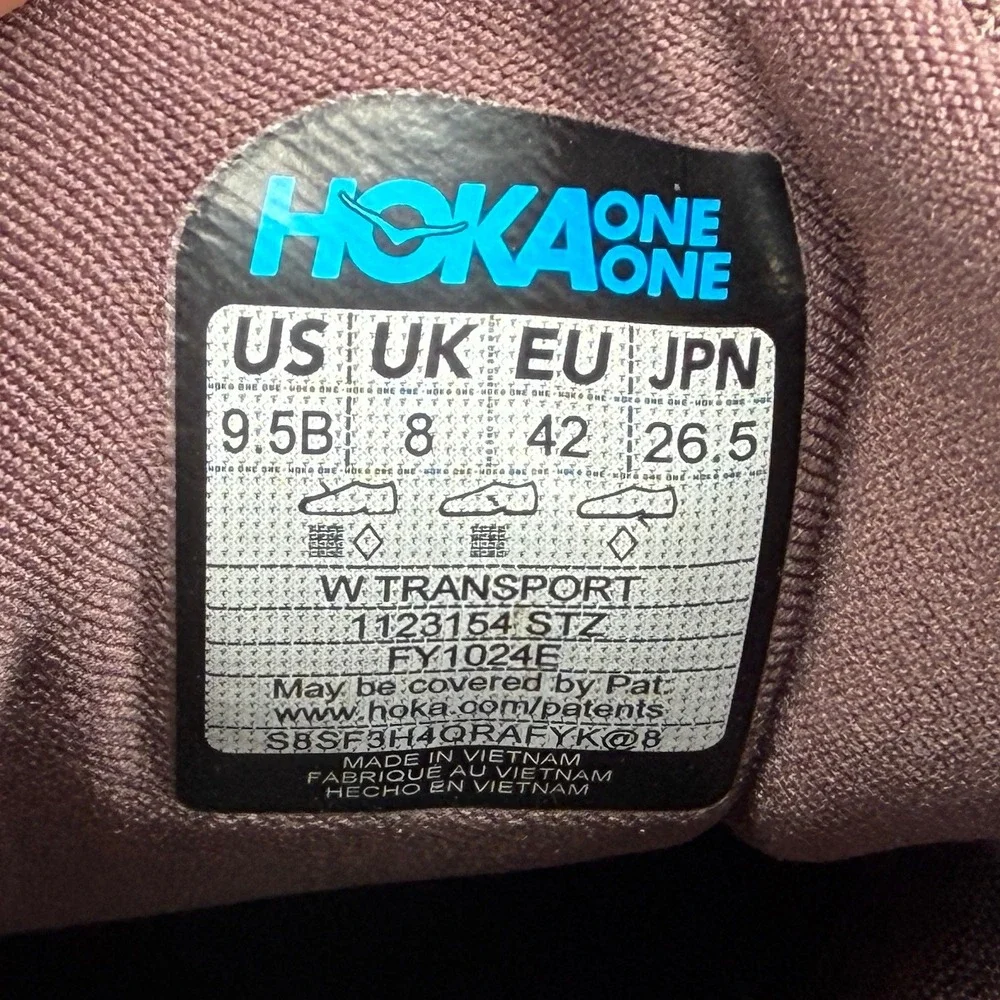 HOKA ONE ONE
US UK EU JPN
9.5B 8 42 26.5
W TRANSPORT
1123154 STZ
FY1024E
May be covered by Pat.
www.hoka.com/patents
S8SF3H4QRAFYK@8
MADE IN VIETNAM
FABRIQUÉ AU VIETNAM
HECHO EN VIETNAM